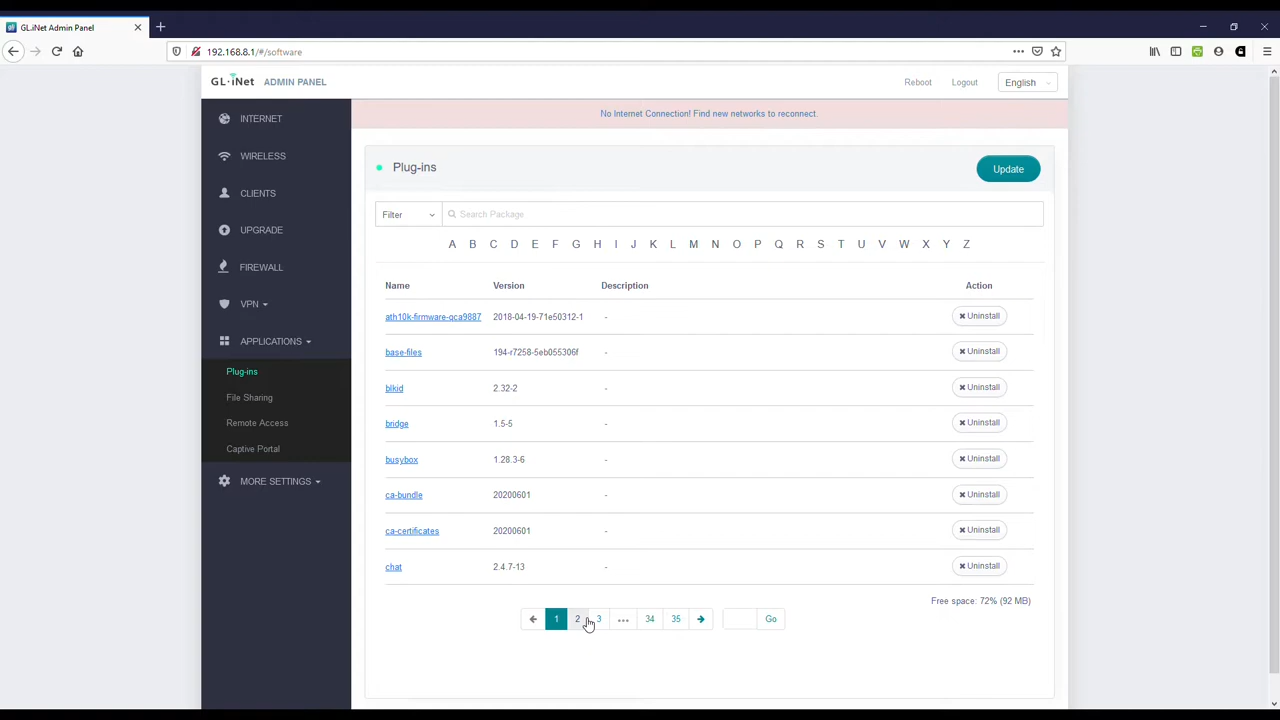 GL.iNet Admin Panel
192.168.8.1/#/software
GL·iNet ADMIN PANEL
Reboot
Logout
English
INTERNET
WIRELESS
CLIENTS
UPGRADE
FIREWALL
VPN
APPLICATIONS
Plug-ins
File Sharing
Remote Access
Captive Portal
MORE SETTINGS
No Internet Connection! Find new networks to reconnect.
Plug-ins
Update
Filter
Search Package
A B C D E F G H I J K L M N O P Q R S T U V W X Y Z
Name Version Description Action
ath10k-firmware-qca9887 2018-04-19-71e50312-1 - Uninstall
base-files 194-r7258-5eb055306f - Uninstall
blkid 2.32-2 - Uninstall
bridge 1.5-5 - Uninstall
busybox 1.28.3-6 - Uninstall
ca-bundle 20200601 - Uninstall
ca-certificates 20200601 - Uninstall
chat 2.4.7-13 - Uninstall
Free space: 72% (92 MB)
1 2 3 ••• 34 35 Go